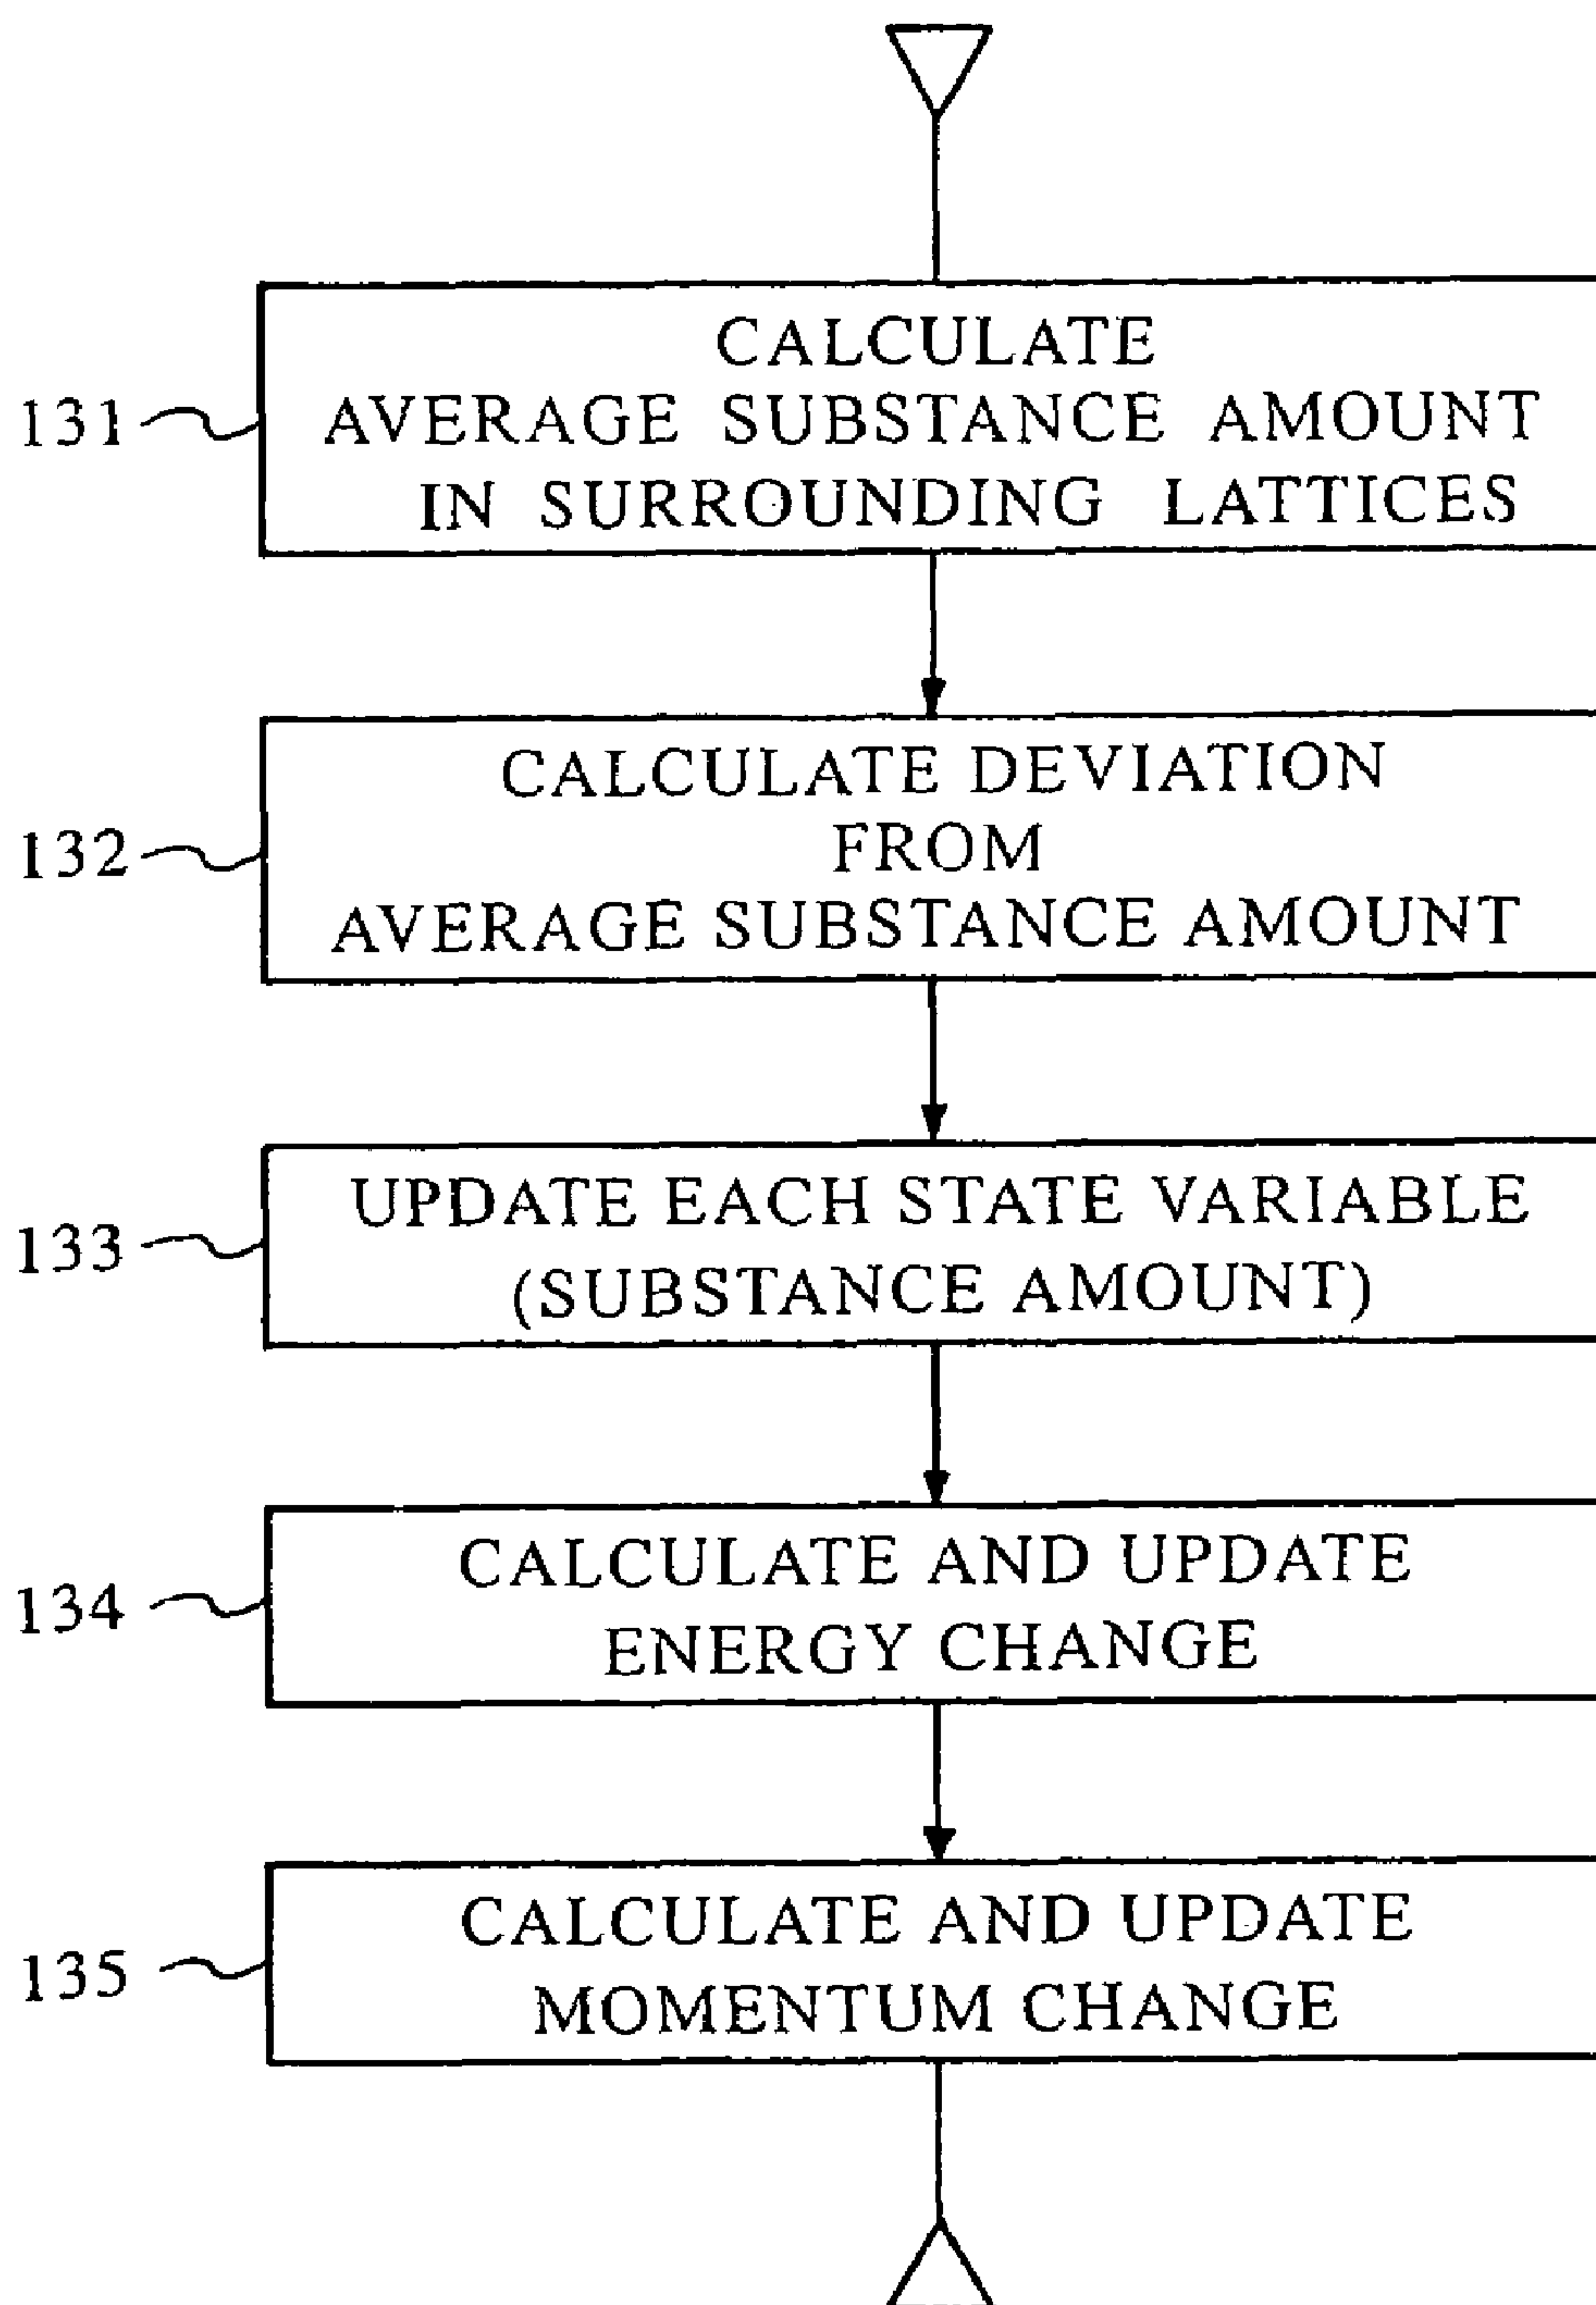 CALCULATE
131 AVERAGE SUBSTANCE AMOUNT
IN SURROUNDING LATTICES
CALCULATE DEVIATION
132 FROM
AVERAGE SUBSTANCE AMOUNT
UPDATE EACH STATE VARIABLE
133 (SUBSTANCE AMOUNT)
CALCULATE AND UPDATE
134 ENERGY CHANGE
CALCULATE AND UPDATE
135 MOMENTUM CHANGE